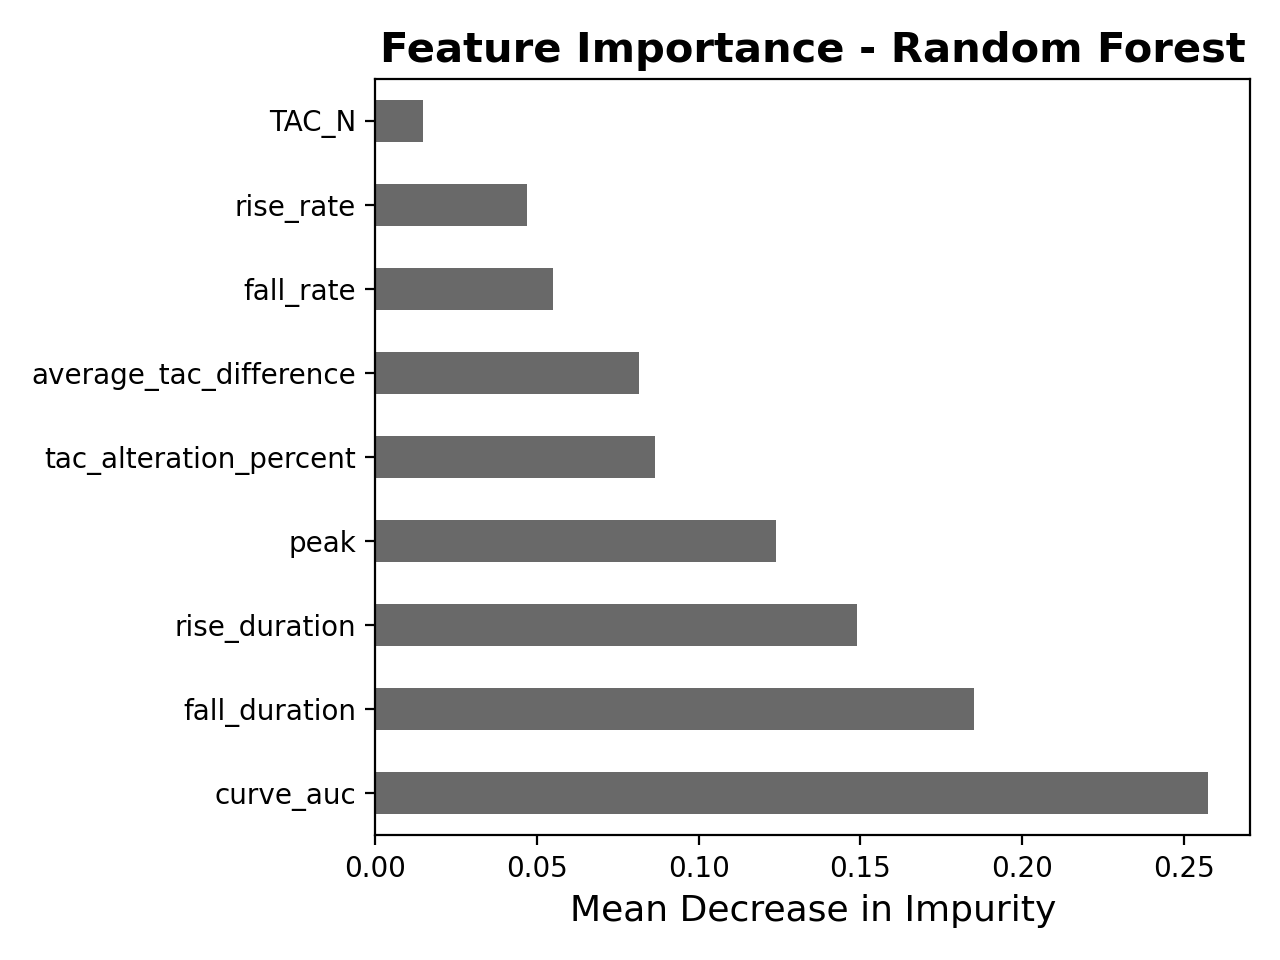 Feature Importance - Random Forest
TAC_N
rise_rate
fall_rate
average_tac_difference
tac_alteration_percent
peak
rise_duration
fall_duration
curve_auc
0.00 0.05 0.10 0.15 0.20 0.25
Mean Decrease in Impurity